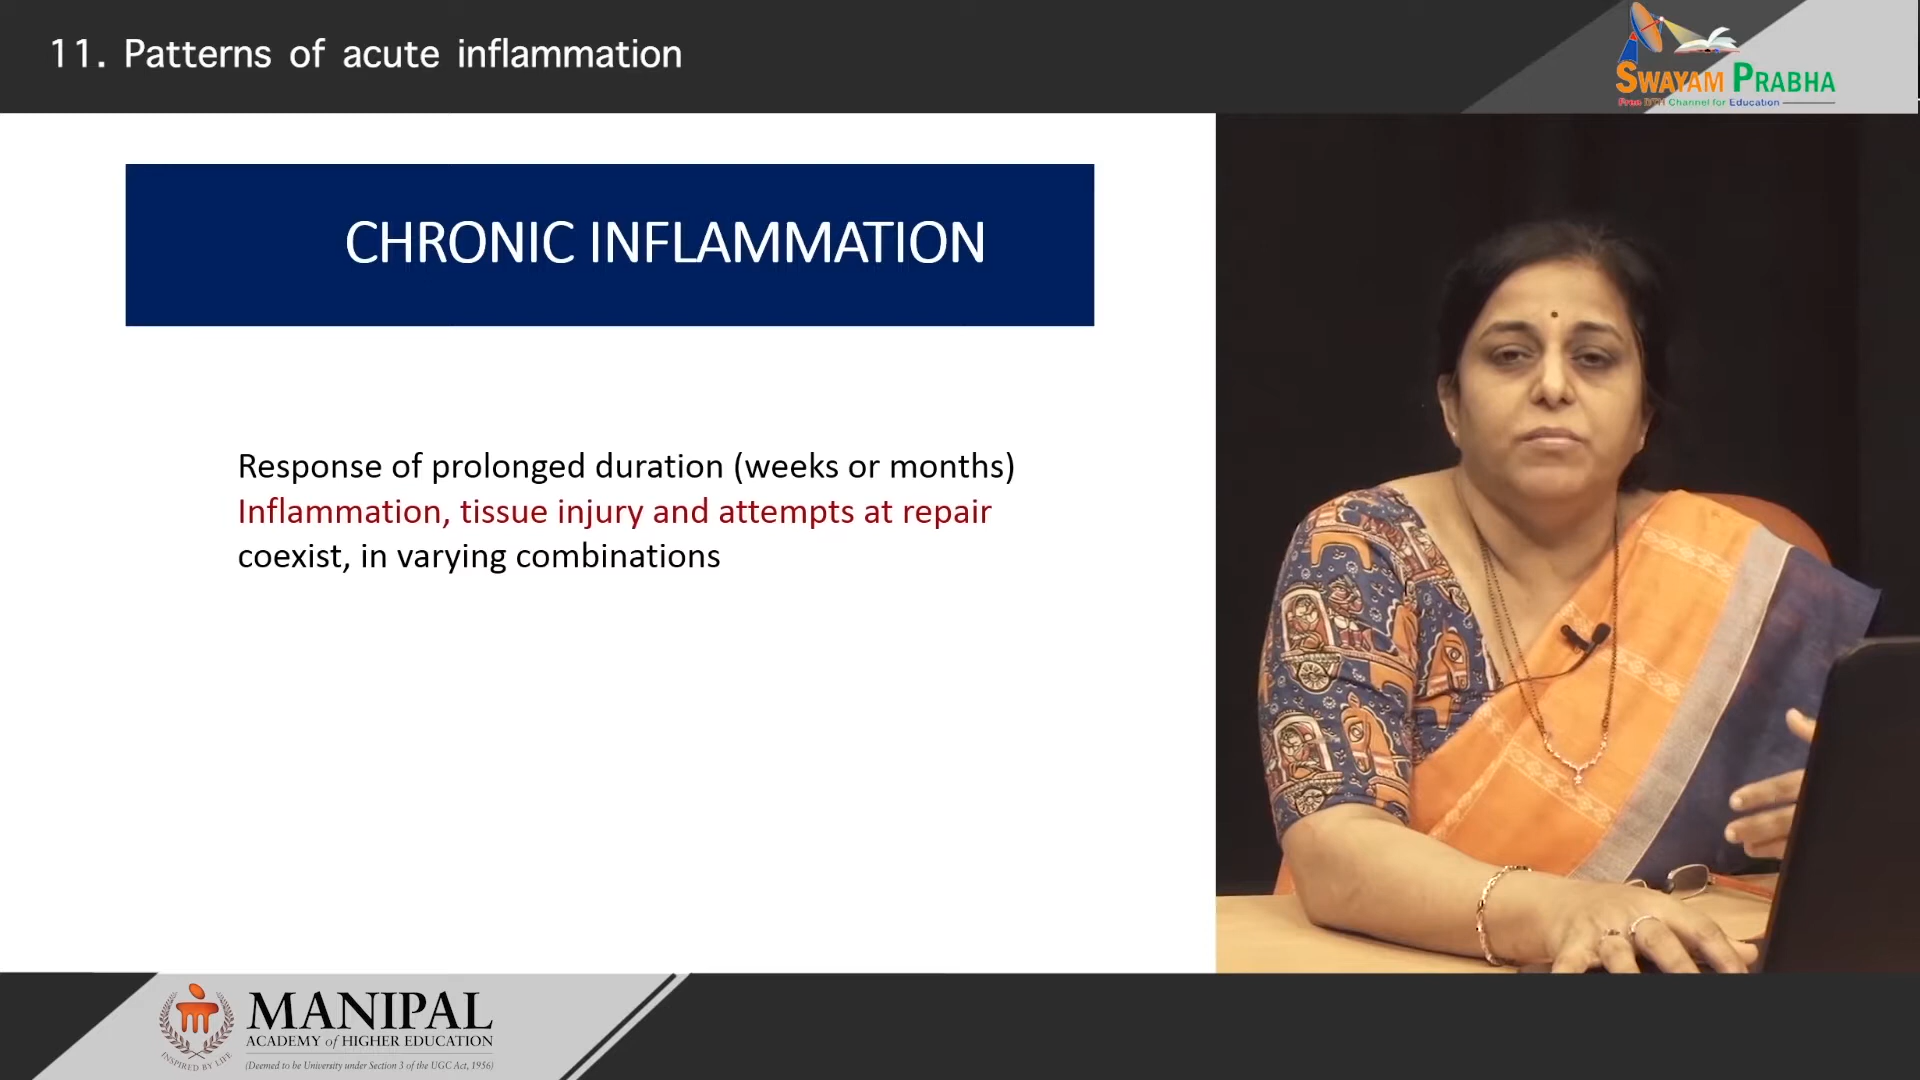 11. Patterns of acute inflammation
SWAYAM PRABHA
Free DTH Channel for Education
CHRONIC INFLAMMATION
Response of prolonged duration (weeks or months)
Inflammation, tissue injury and attempts at repair
coexist, in varying combinations
INSPIRED BY LIFE
MANIPAL
ACADEMY of HIGHER EDUCATION
(Deemed to be University under Section 3 of the UGC Act, 1956)